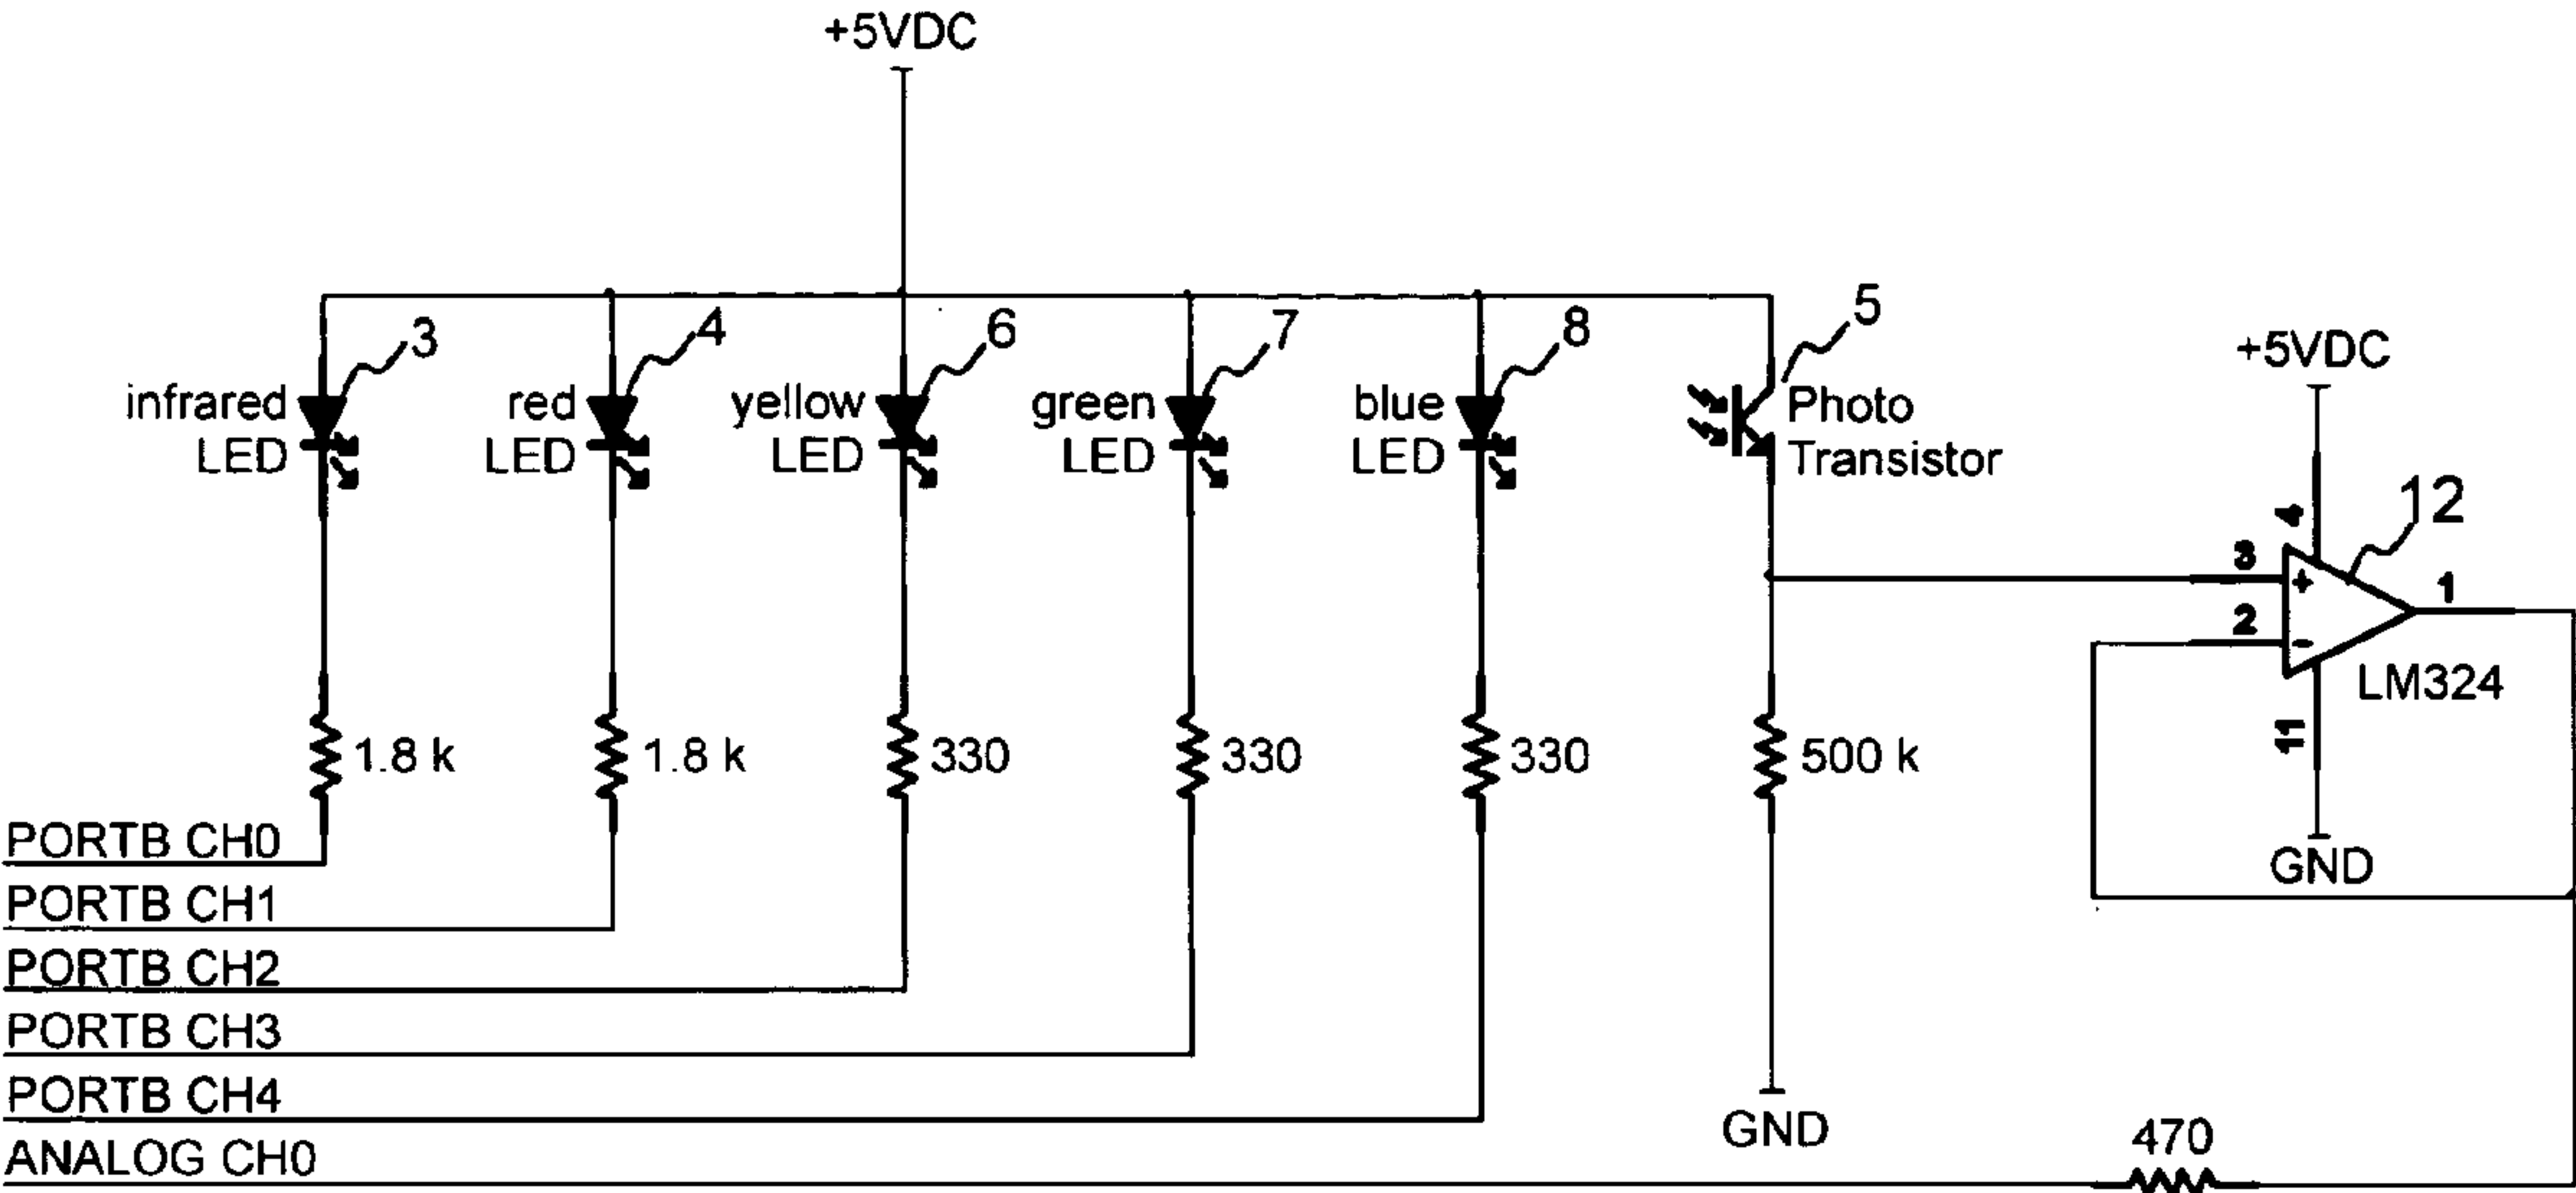 +5VDC
3
4
6
7
8
5
infrared
LED
red
LED
yellow
LED
green
LED
blue
LED
Photo
Transistor
+5VDC
12
4
3
+
2
-
1
11
LM324
GND
1.8 k
1.8 k
330
330
330
500 k
PORTB CH0
PORTB CH1
PORTB CH2
PORTB CH3
PORTB CH4
ANALOG CH0
GND
470